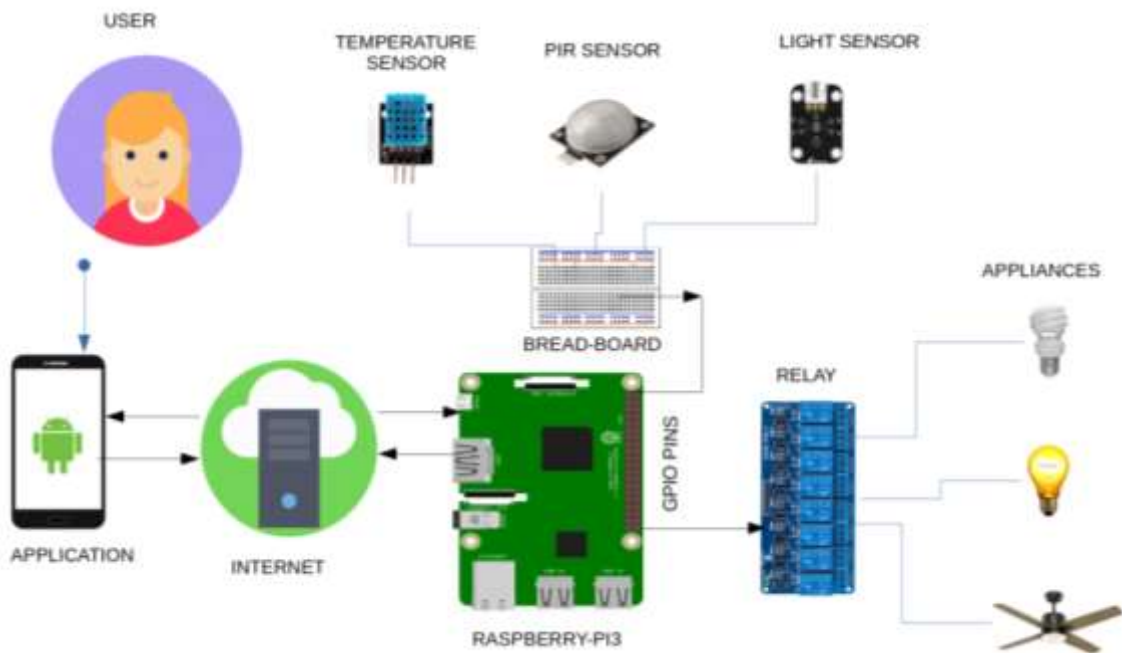 USER
TEMPERATURE
SENSOR
PIR SENSOR
LIGHT SENSOR
APPLIANCES
BREAD-BOARD
RELAY
GPIO PINS
APPLICATION
INTERNET
RASPBERRY-PI3